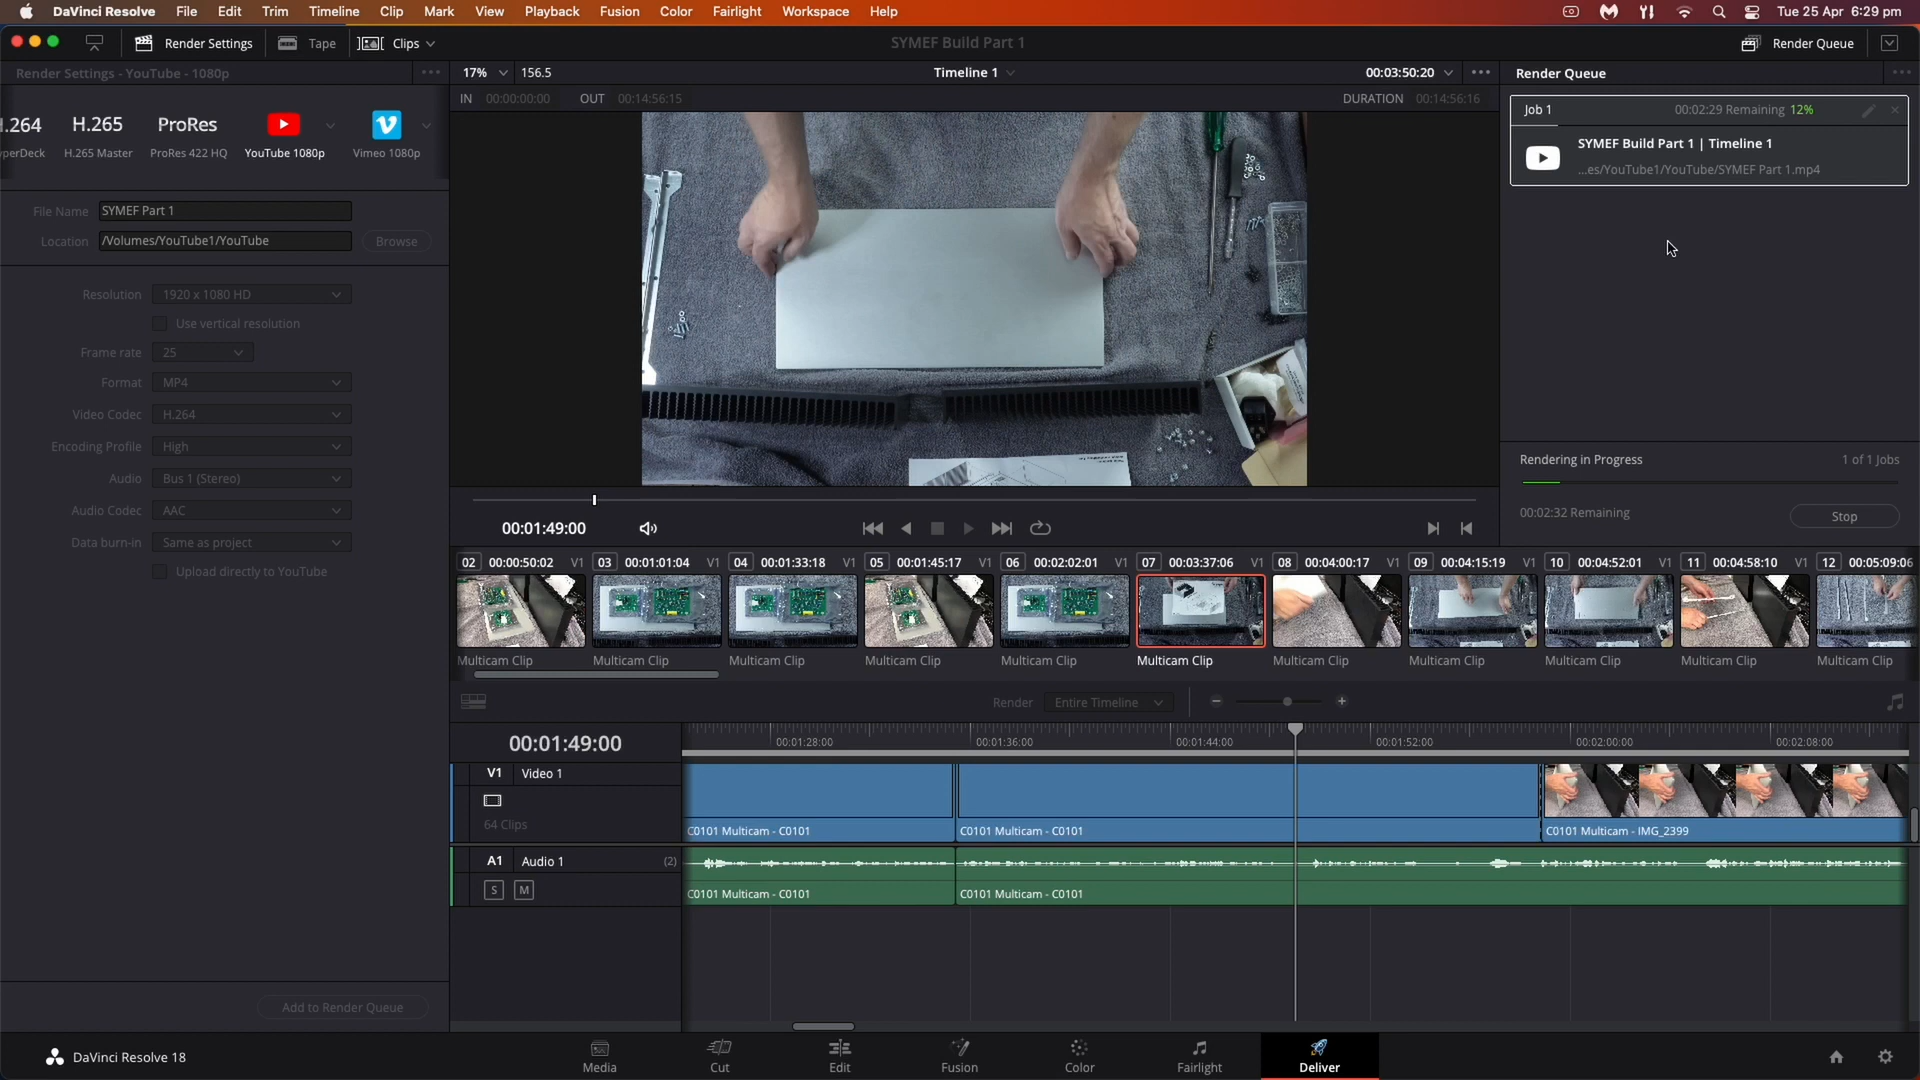 DaVinci Resolve File Edit Trim Timeline Clip Mark View Playback Fusion Color Fairlight Workspace Help Tue 25 Apr 6:29 pm
Render Settings Tape Clips SYMEF Build Part 1 Render Queue
Render Settings - YouTube - 1080p 17% 156.5 Timeline 1 00:03:50:20 Render Queue
IN 00:00:00:00 OUT 00:14:56:15 DURATION 00:14:56:16
Job 1 00:02:29 Remaining 12%
.264 H.265 ProRes
perDeck H.265 Master ProRes 422 HQ YouTube 1080p Vimeo 1080p
SYMEF Build Part 1 | Timeline 1
...es/YouTube1/YouTube/SYMEF Part 1.mp4
File Name SYMEF Part 1
Location /Volumes/YouTube1/YouTube Browse
Resolution 1920 x 1080 HD
Use vertical resolution
Frame rate 25
Format MP4
Video Codec H.264
Encoding Profile High
Audio Bus 1 (Stereo)
Audio Codec AAC
Data burn-in Same as project
Upload directly to YouTube
Add to Render Queue
Rendering in Progress 1 of 1 Jobs
00:02:32 Remaining Stop
00:01:49:00
02 00:00:50:02 V1 03 00:01:01:04 V1 04 00:01:33:18 V1 05 00:01:45:17 V1 06 00:02:02:01 V1 07 00:03:37:06 V1 08 00:04:00:17 V1 09 00:04:15:19 V1 10 00:04:52:01 V1 11 00:04:58:10 V1 12 00:05:09:06
Multicam Clip Multicam Clip Multicam Clip Multicam Clip Multicam Clip Multicam Clip Multicam Clip Multicam Clip Multicam Clip Multicam Clip Multicam Clip
Render Entire Timeline
00:01:49:00 00:01:28:00 00:01:36:00 00:01:44:00 00:01:52:00 00:02:00:00 00:02:08:00
V1 Video 1
64 Clips
C0101 Multicam - C0101 C0101 Multicam - C0101 C0101 Multicam - IMG_2399
A1 Audio 1 (2)
S M C0101 Multicam - C0101 C0101 Multicam - C0101
DaVinci Resolve 18 Media Cut Edit Fusion Color Fairlight Deliver